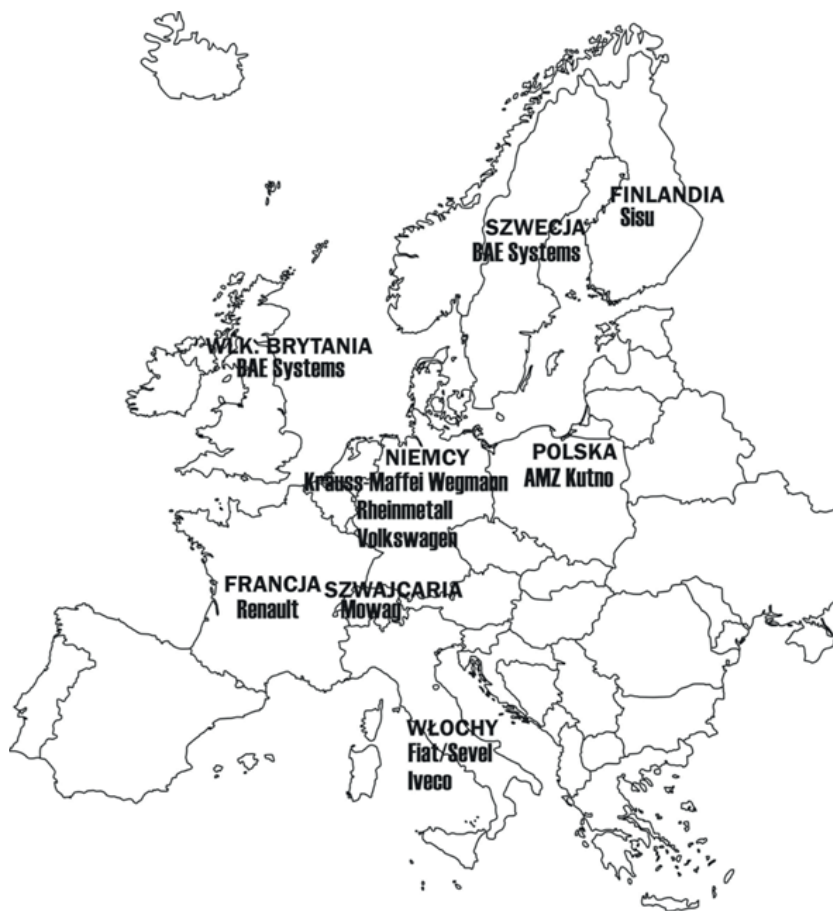 FINLANDIA
Sisu
SZWECJA
BAE Systems
WLK. BRYTANIA
BAE Systems
NIEMCY
Krauss-Maffei Wegmann
Rheinmetall
Volkswagen
POLSKA
AMZ Kutno
FRANCJA
Renault
SZWAJCARIA
Mowag
WŁOCHY
Fiat/Sevel
Iveco